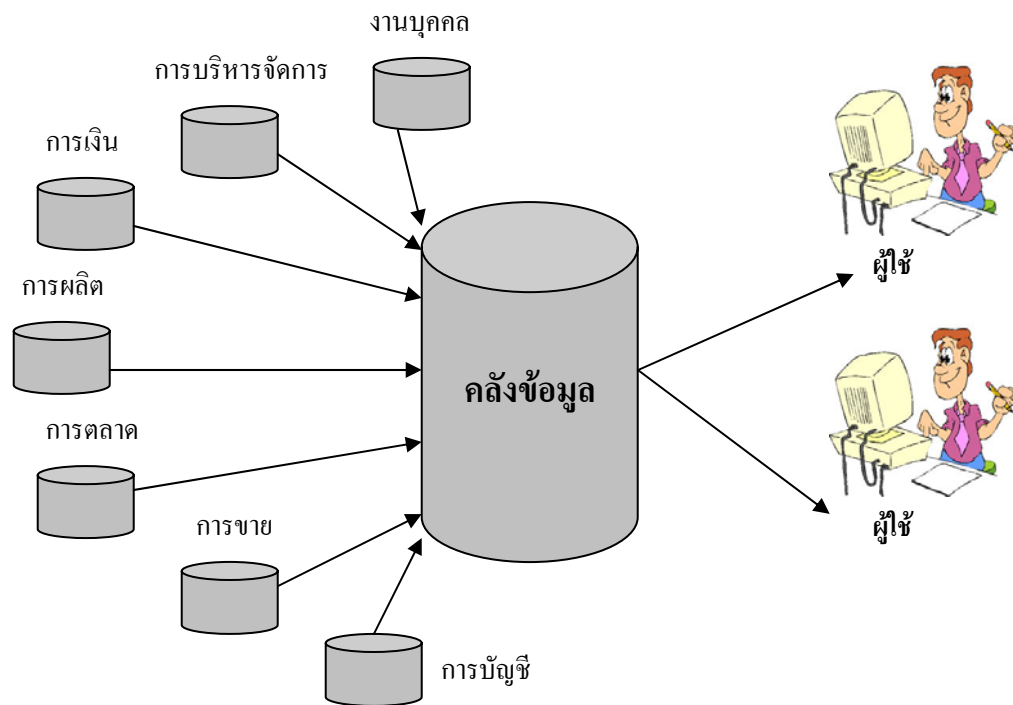 งานบุคคล
การบริหารจัดการ
การเงิน
การผลิต
การตลาด
การขาย
การบัญชี
คลังข้อมูล
ผู้ใช้
ผู้ใช้